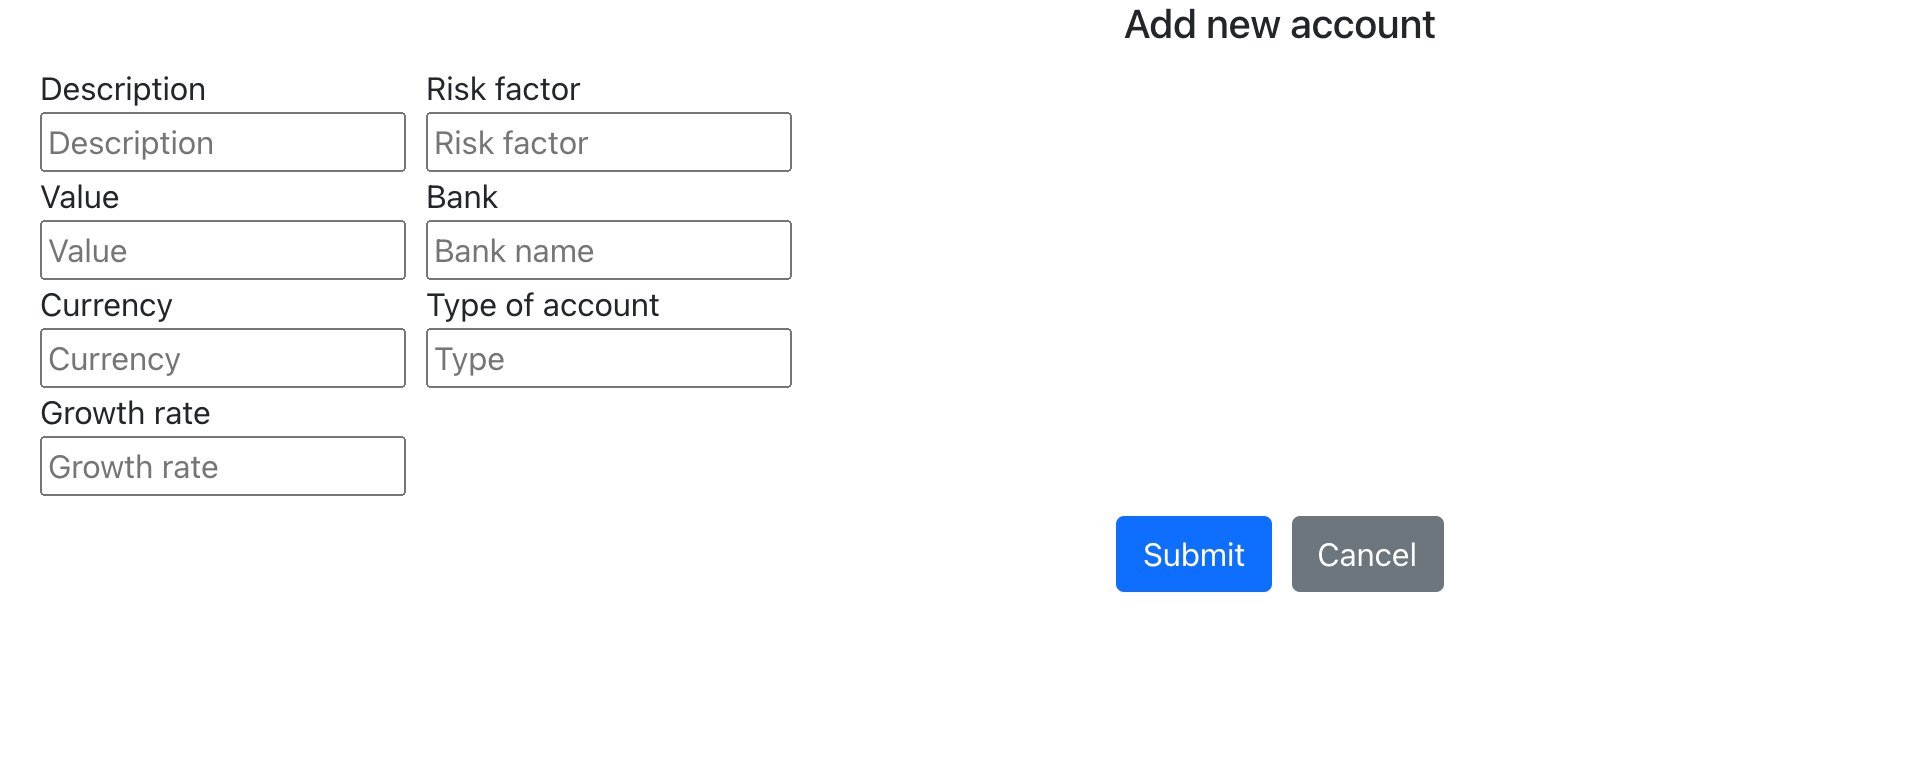 Add new account
Description
Description
Value
Value
Currency
Currency
Growth rate
Growth rate
Risk factor
Risk factor
Bank
Bank name
Type of account
Type
Submit
Cancel